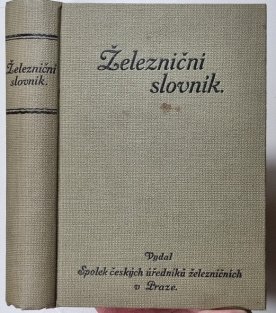 Železniční
slovník.
Železniční
slovník.
Vydal
Spolek českých úředníků železničních
v Praze.